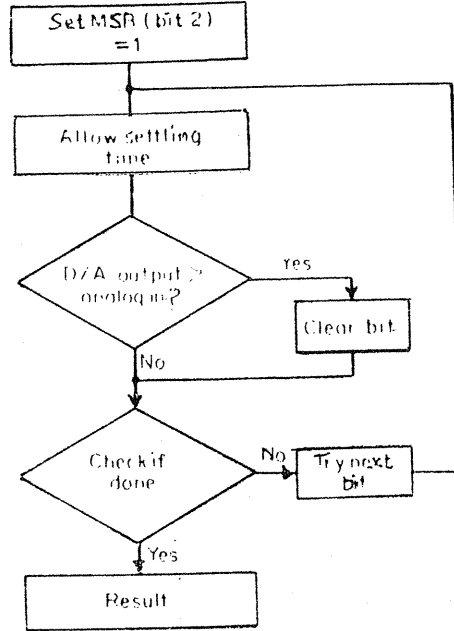 Set MSB (bit 2)
= 1
Allow settling
time
D/A output >
analog in?
Yes
Clear bit
No
Check if
done
No
Try next
bit
Yes
Result